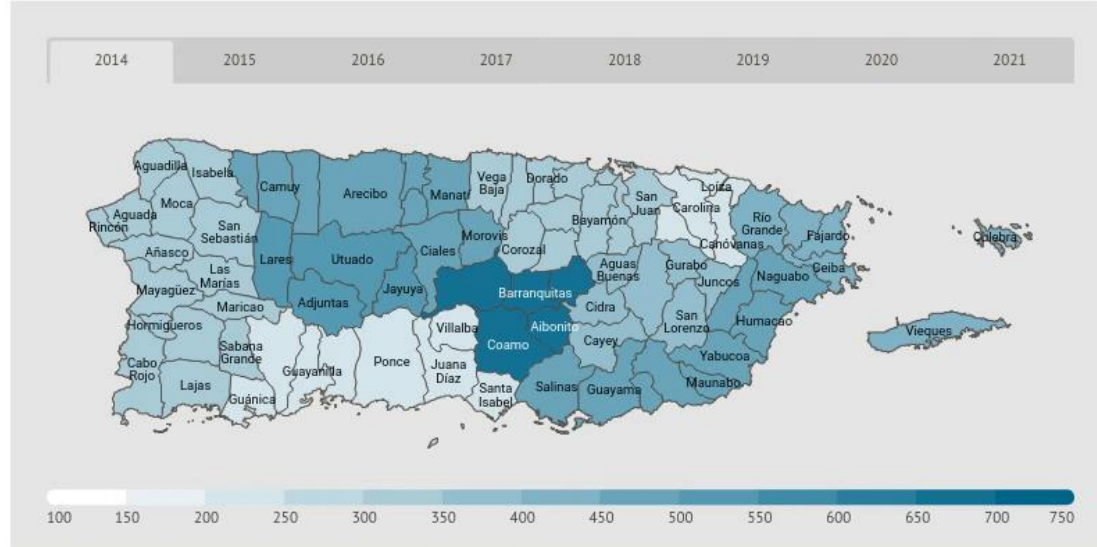 2014 2015 2016 2017 2018 2019 2020 2021
Aguadilla
Isabela
Camuy
Arecibo
Manatí
Vega
Baja
Dorado
Bayamón
San
Juan
Carolina
Loíza
Canóvanas
Río
Grande
Fajardo
Culebra
Moca
Aguada
Rincón
San
Sebastián
Lares
Utuado
Ciales
Morovis
Corozal
Aguas
Buenas
Gurabo
Juncos
Naguabo
Ceiba
Añasco
Las
Marías
Mayagüez
Maricao
Adjuntas
Jayuya
Barranquitas
Cidra
San
Lorenzo
Humacao
Vieques
Hormigueros
Sabana
Grande
Guayanilla
Ponce
Villalba
Coamo
Aibonito
Cayey
Yabucoa
Cabo
Rojo
Lajas
Guánica
Juana
Díaz
Santa
Isabel
Salinas
Guayama
Maunabo
100 150 200 250 300 350 400 450 500 550 600 650 700 750